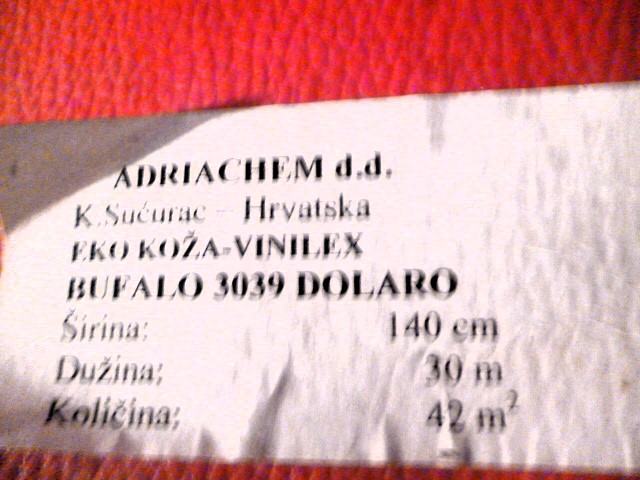 ADRIACHEM d.d.
K.Sućurac - Hrvatska
EKO KOŽA-VINILEX
BUFALO 3039 DOLARO
Širina: 140 cm
Dužina; 30 m
Količina; 42 m²